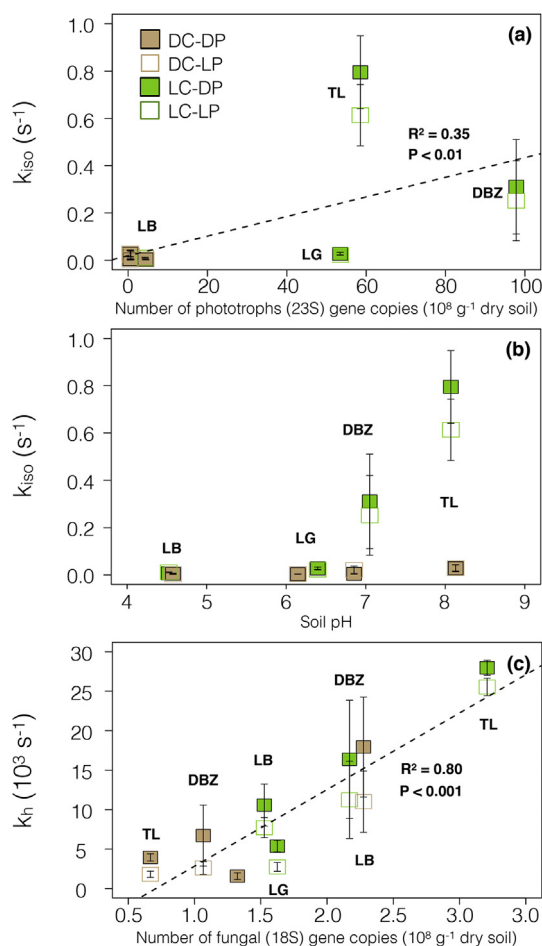 (a)
DC-DP
DC-LP
LC-DP
LC-LP
TL
R² = 0.35
P < 0.01
DBZ
LB
LG
kiso (s⁻¹)
1.0
0.8
0.6
0.4
0.2
0.0
0 20 40 60 80 100
Number of phototrophs (23S) gene copies (10⁸ g⁻¹ dry soil)
(b)
DBZ
TL
LG
LB
kiso (s⁻¹)
1.0
0.8
0.6
0.4
0.2
0.0
4 5 6 7 8 9
Soil pH
(c)
DBZ
TL
LB
R² = 0.80
P < 0.001
DBZ
TL
LB
LG
kh (10³ s⁻¹)
30
25
20
15
10
5
0
0.5 1.0 1.5 2.0 2.5 3.0 3.0
Number of fungal (18S) gene copies (10⁸ g⁻¹ dry soil)